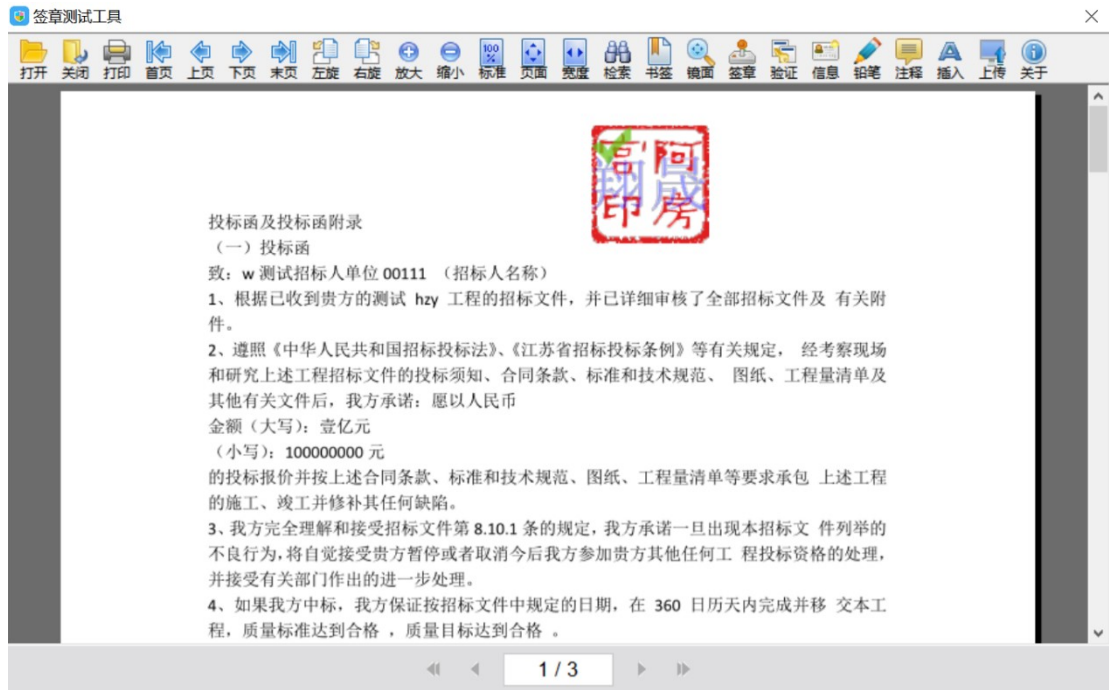 签章测试工具
打开 关闭 打印 首页 上页 下页 末页 左旋 右旋 放大 缩小 标准 页面 宽度 检索 书签 镜面 签章 验证 信息 铅笔 注释 插入 上传 关于
阿房宫印
翔晟
投标函及投标函附录
（一）投标函
致：w 测试招标人单位 00111 （招标人名称）
1、根据已收到贵方的测试 hzy 工程的招标文件，并已详细审核了全部招标文件及 有关附
件。
2、遵照《中华人民共和国招标投标法》、《江苏省招标投标条例》等有关规定， 经考察现场
和研究上述工程招标文件的投标须知、合同条款、标准和技术规范、 图纸、工程量清单及
其他有关文件后，我方承诺：愿以人民币
金额（大写）：壹亿元
（小写）：100000000 元
的投标报价并按上述合同条款、标准和技术规范、图纸、工程量清单等要求承包 上述工程
的施工、竣工并修补其任何缺陷。
3、我方完全理解和接受招标文件第 8.10.1 条的规定，我方承诺一旦出现本招标文 件列举的
不良行为，将自觉接受贵方暂停或者取消今后我方参加贵方其他任何工 程投标资格的处理，
并接受有关部门作出的进一步处理。
4、如果我方中标，我方保证按招标文件中规定的日期，在 360 日历天内完成并移 交本工
程，质量标准达到合格 ，质量目标达到合格 。
1 / 3